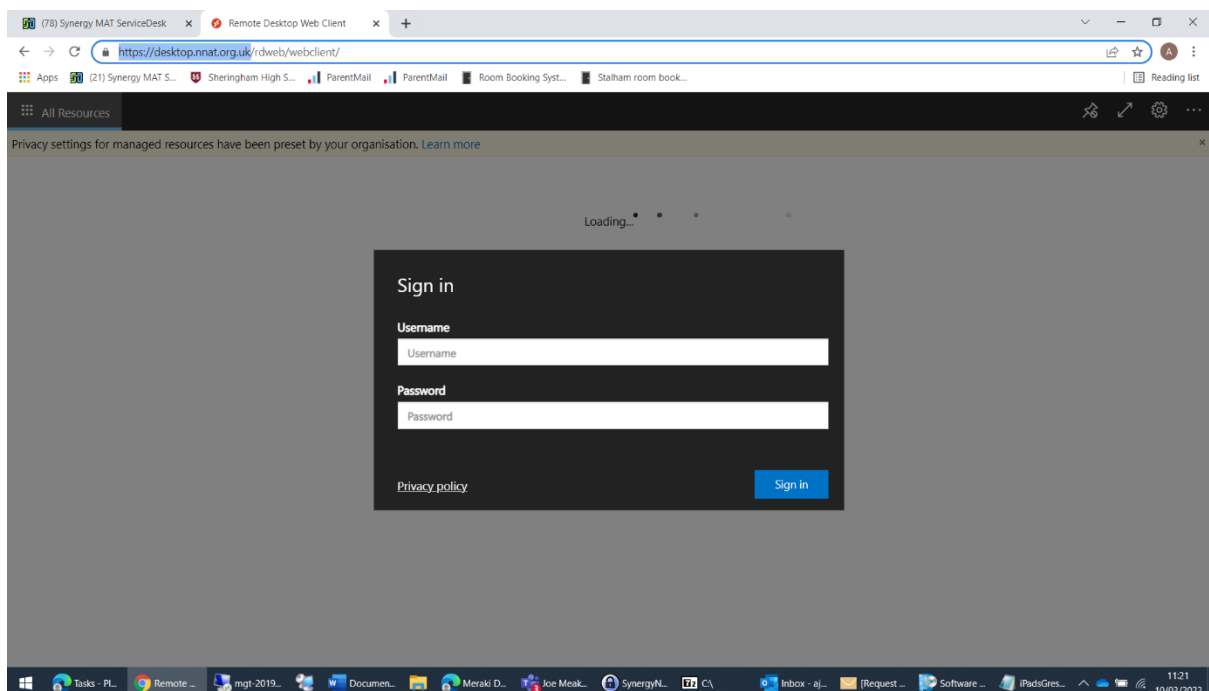 (78) Synergy MAT ServiceDesk
Remote Desktop Web Client
https://desktop.nnat.org.uk/rdweb/webclient/
A
Apps
(21) Synergy MAT S...
Sheringham High S...
ParentMail
ParentMail
Room Booking Syst...
Stalham room book...
Reading list
All Resources
Privacy settings for managed resources have been preset by your organisation. Learn more
Loading...
Sign in
Username
Username
Password
Password
Privacy policy
Sign in
Tasks - Pl...
Remote ...
mgt-2019...
Documen...
Meraki D...
Joe Meak...
SynergyN...
C:\
Inbox - aj...
[Request ...
Software ...
iPadsGres...
11:21
10/03/2022